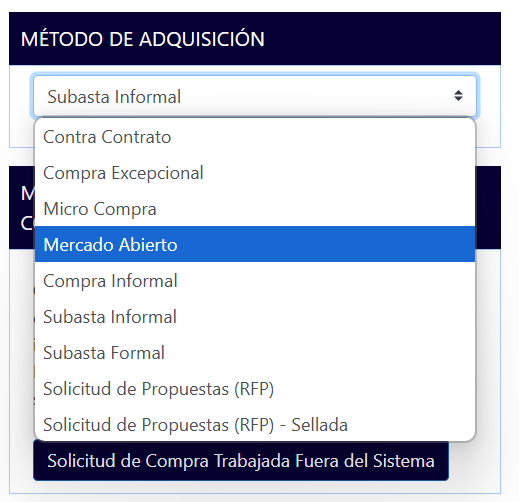 MÉTODO DE ADQUISICIÓN
Subasta Informal
Contra Contrato
Compra Excepcional
Micro Compra
Mercado Abierto
Compra Informal
Subasta Informal
Subasta Formal
Solicitud de Propuestas (RFP)
Solicitud de Propuestas (RFP) - Sellada
Solicitud de Compra Trabajada Fuera del Sistema